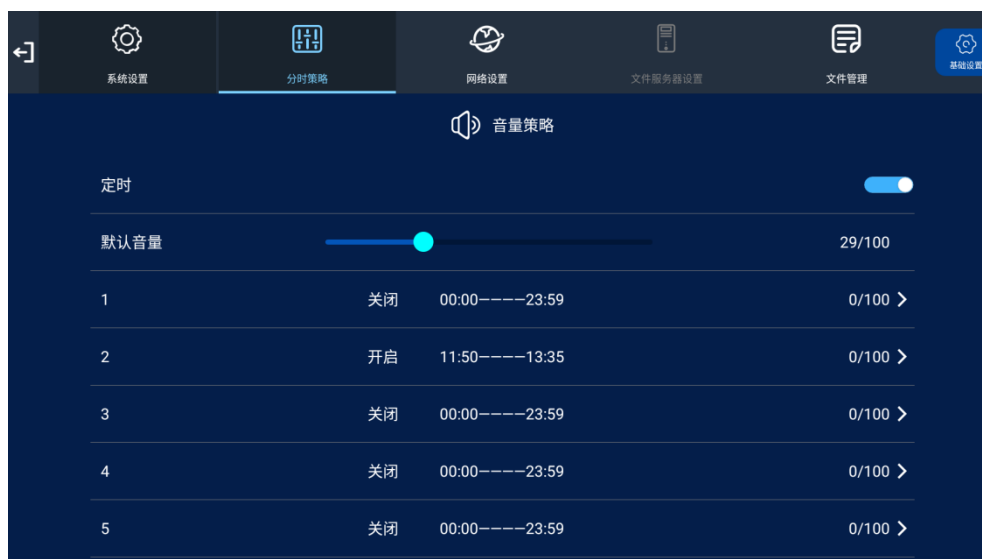 系统设置
分时策略
网络设置
文件服务器设置
文件管理
基础设置
音量策略
定时
默认音量 29/100
1 关闭 00:00————23:59 0/100
2 开启 11:50————13:35 0/100
3 关闭 00:00————23:59 0/100
4 关闭 00:00————23:59 0/100
5 关闭 00:00————23:59 0/100